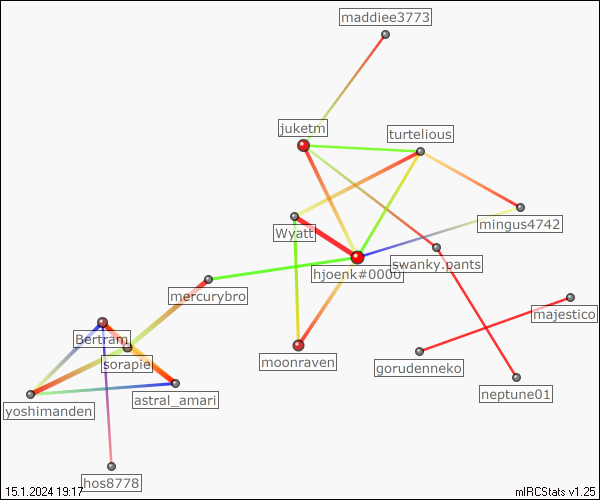 maddiee3773
juketm
turtelious
mingus4742
Wyatt
swanky.pants
hjoenk#0000
mercurybro
majestico
Bertram
moonraven
sorapie
gorudenneko
neptune01
astral_amari
yoshimanden
hos8778
15.1.2024 19:17
mIRCStats v1.25